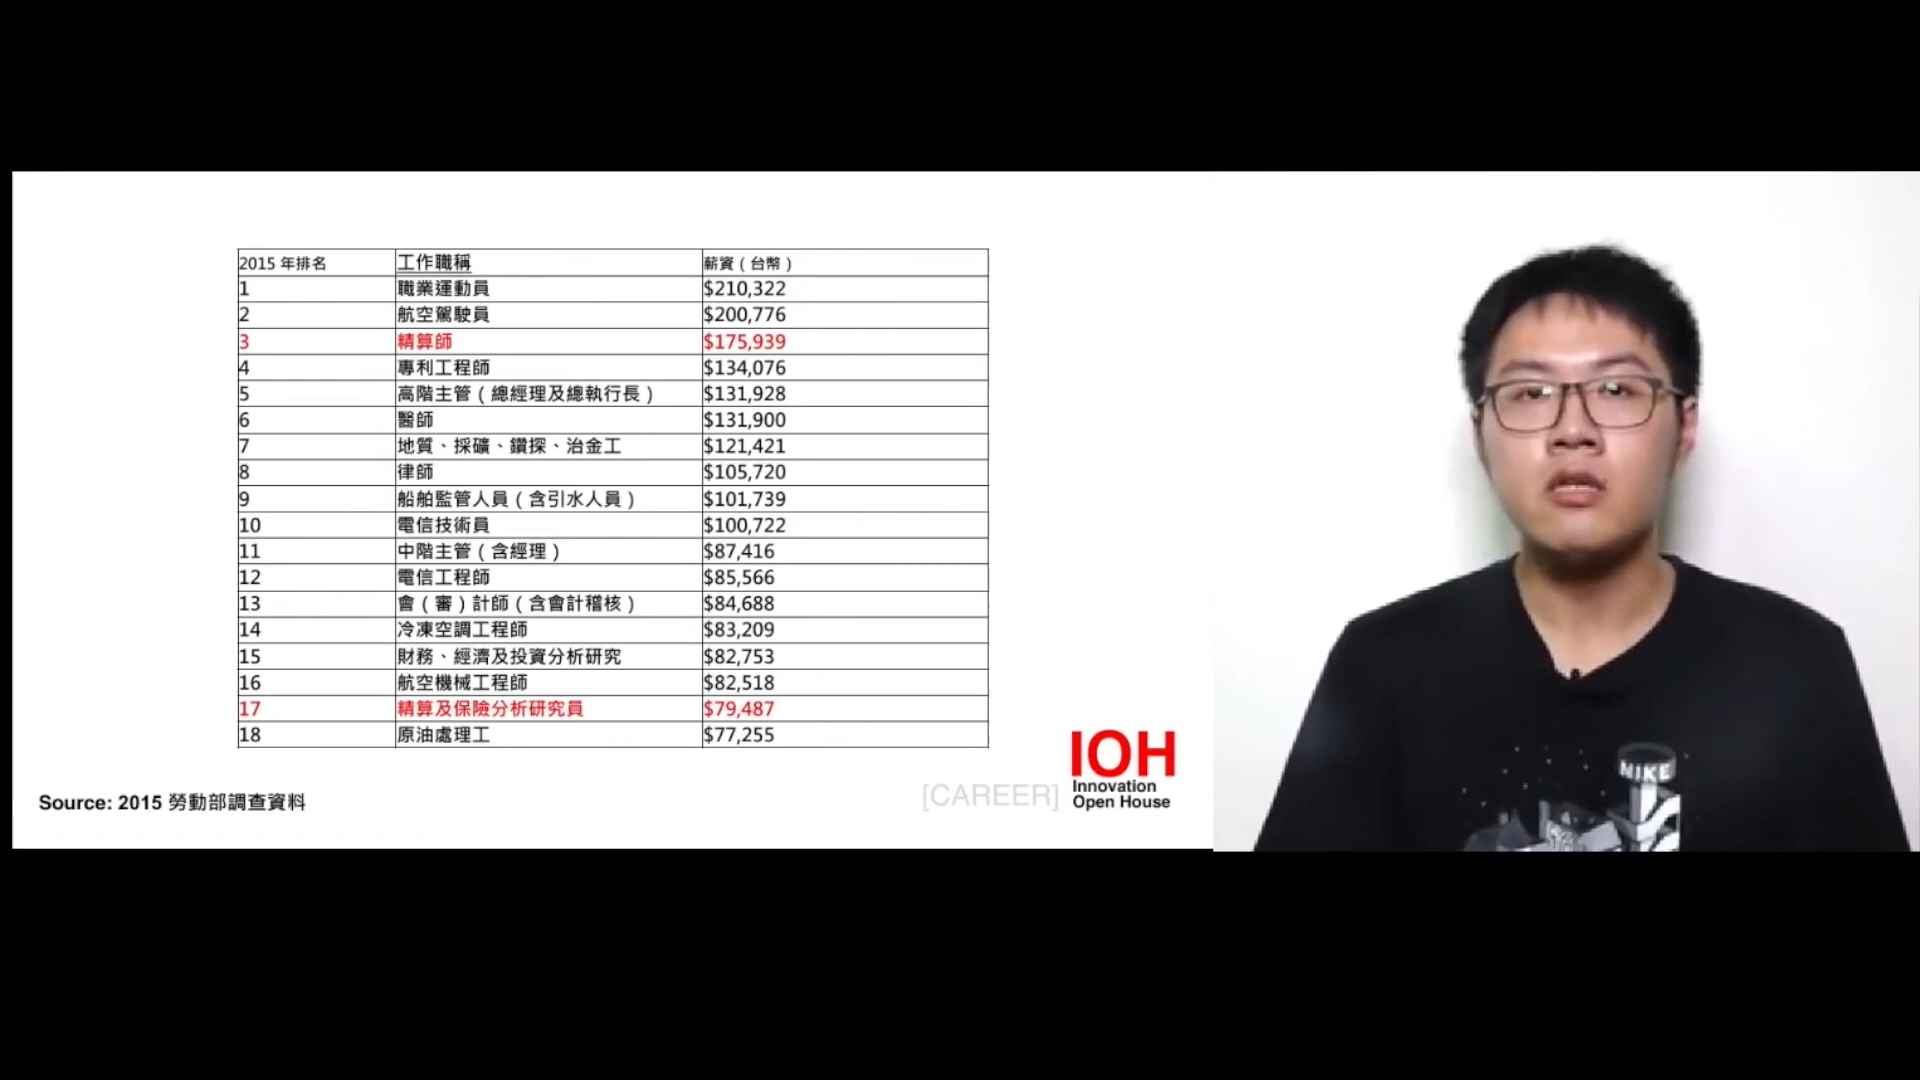 2015 年排名 工作職稱 薪資（台幣）
1 職業運動員 $210,322
2 航空駕駛員 $200,776
3 精算師 $175,939
4 專利工程師 $134,076
5 高階主管（總經理及總執行長） $131,928
6 醫師 $131,900
7 地質、採礦、鑽探、冶金工 $121,421
8 律師 $105,720
9 船舶監管人員（含引水人員） $101,739
10 電信技術員 $100,722
11 中階主管（含經理） $87,416
12 電信工程師 $85,566
13 會（審）計師（含會計稽核） $84,688
14 冷凍空調工程師 $83,209
15 財務、經濟及投資分析研究 $82,753
16 航空機械工程師 $82,518
17 精算及保險分析研究員 $79,487
18 原油處理工 $77,255
Source: 2015 勞動部調查資料
[CAREER]
IOH
Innovation
Open House
NIKE